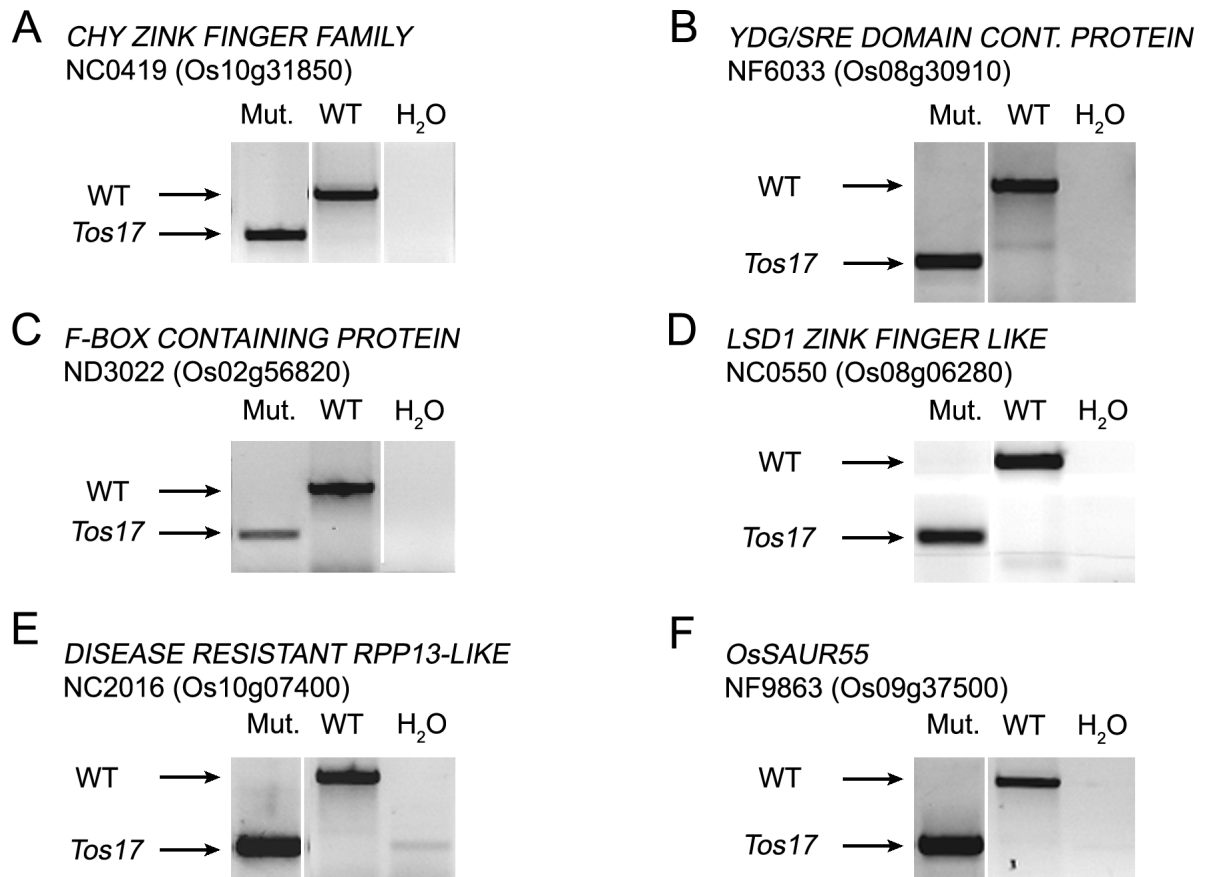 A CHY ZINK FINGER FAMILY
NC0419 (Os10g31850)
Mut. WT H₂O
WT
Tos17
B YDG/SRE DOMAIN CONT. PROTEIN
NF6033 (Os08g30910)
Mut. WT H₂O
WT
Tos17
C F-BOX CONTAINING PROTEIN
ND3022 (Os02g56820)
Mut. WT H₂O
WT
Tos17
D LSD1 ZINK FINGER LIKE
NC0550 (Os08g06280)
Mut. WT H₂O
WT
Tos17
E DISEASE RESISTANT RPP13-LIKE
NC2016 (Os10g07400)
Mut. WT H₂O
WT
Tos17
F OsSAUR55
NF9863 (Os09g37500)
Mut. WT H₂O
WT
Tos17